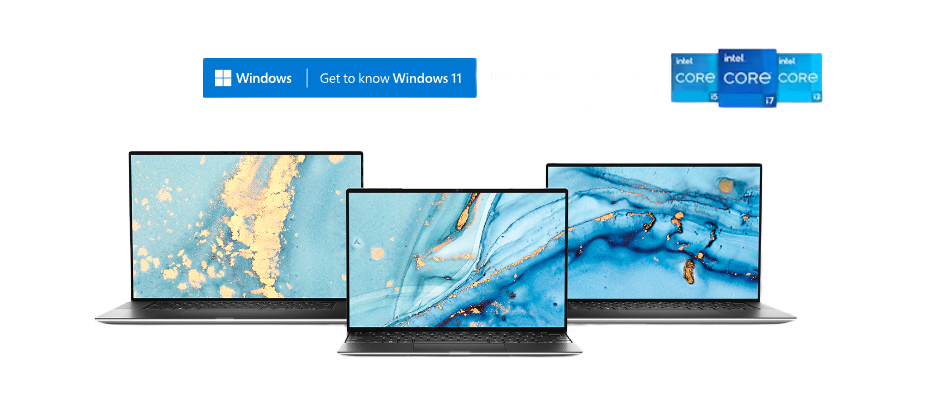 Windows | Get to know Windows 11
intel.
CORE
i5
intel.
CORE
i7
intel
CORE
i3